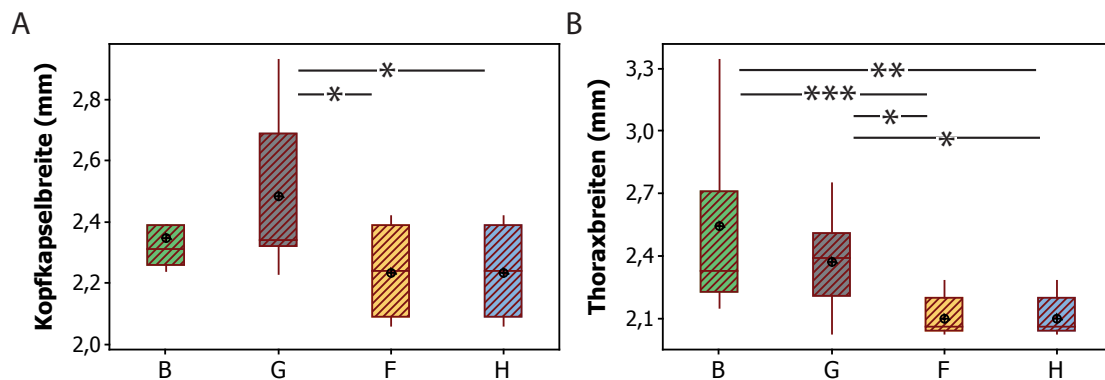 A
Kopfkapselbreite (mm)
2,8
2,6
2,4
2,2
2,0
*
*
B
G
F
H
B
Thoraxbreiten (mm)
3,3
3,0
2,7
2,4
2,1
**
***
*
*
B
G
F
H